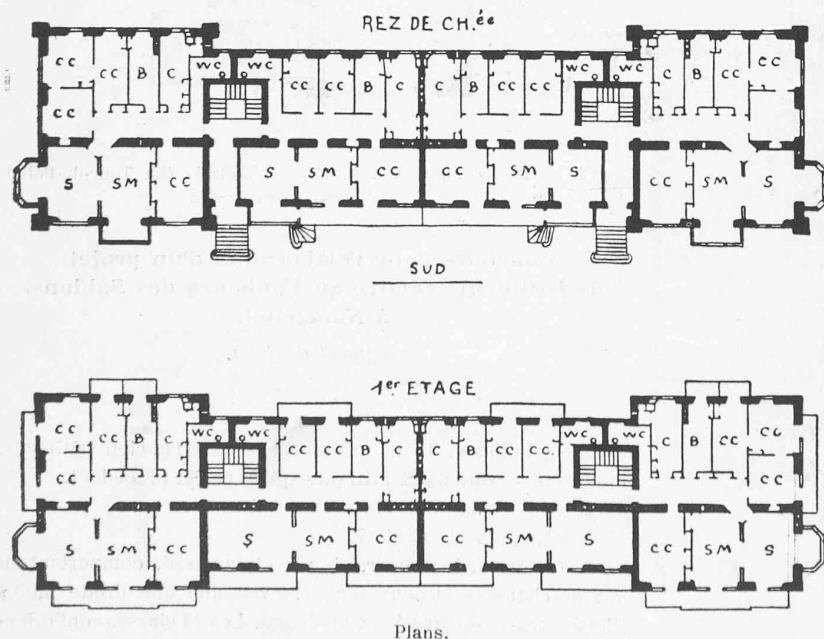 REZ DE CH.ée
CC CC B C WC WC CC CC B C C B CC CC CC WC WC C B CC CC
CC
S SM CC S SM CC CC SM S CC SM S
SUD
1er ETAGE
CC CC B C WC WC CC CC B C C B CC CC WC WC C B CC CC
CC CC
S SM CC S SM C C SM S CC SM S
Plans.